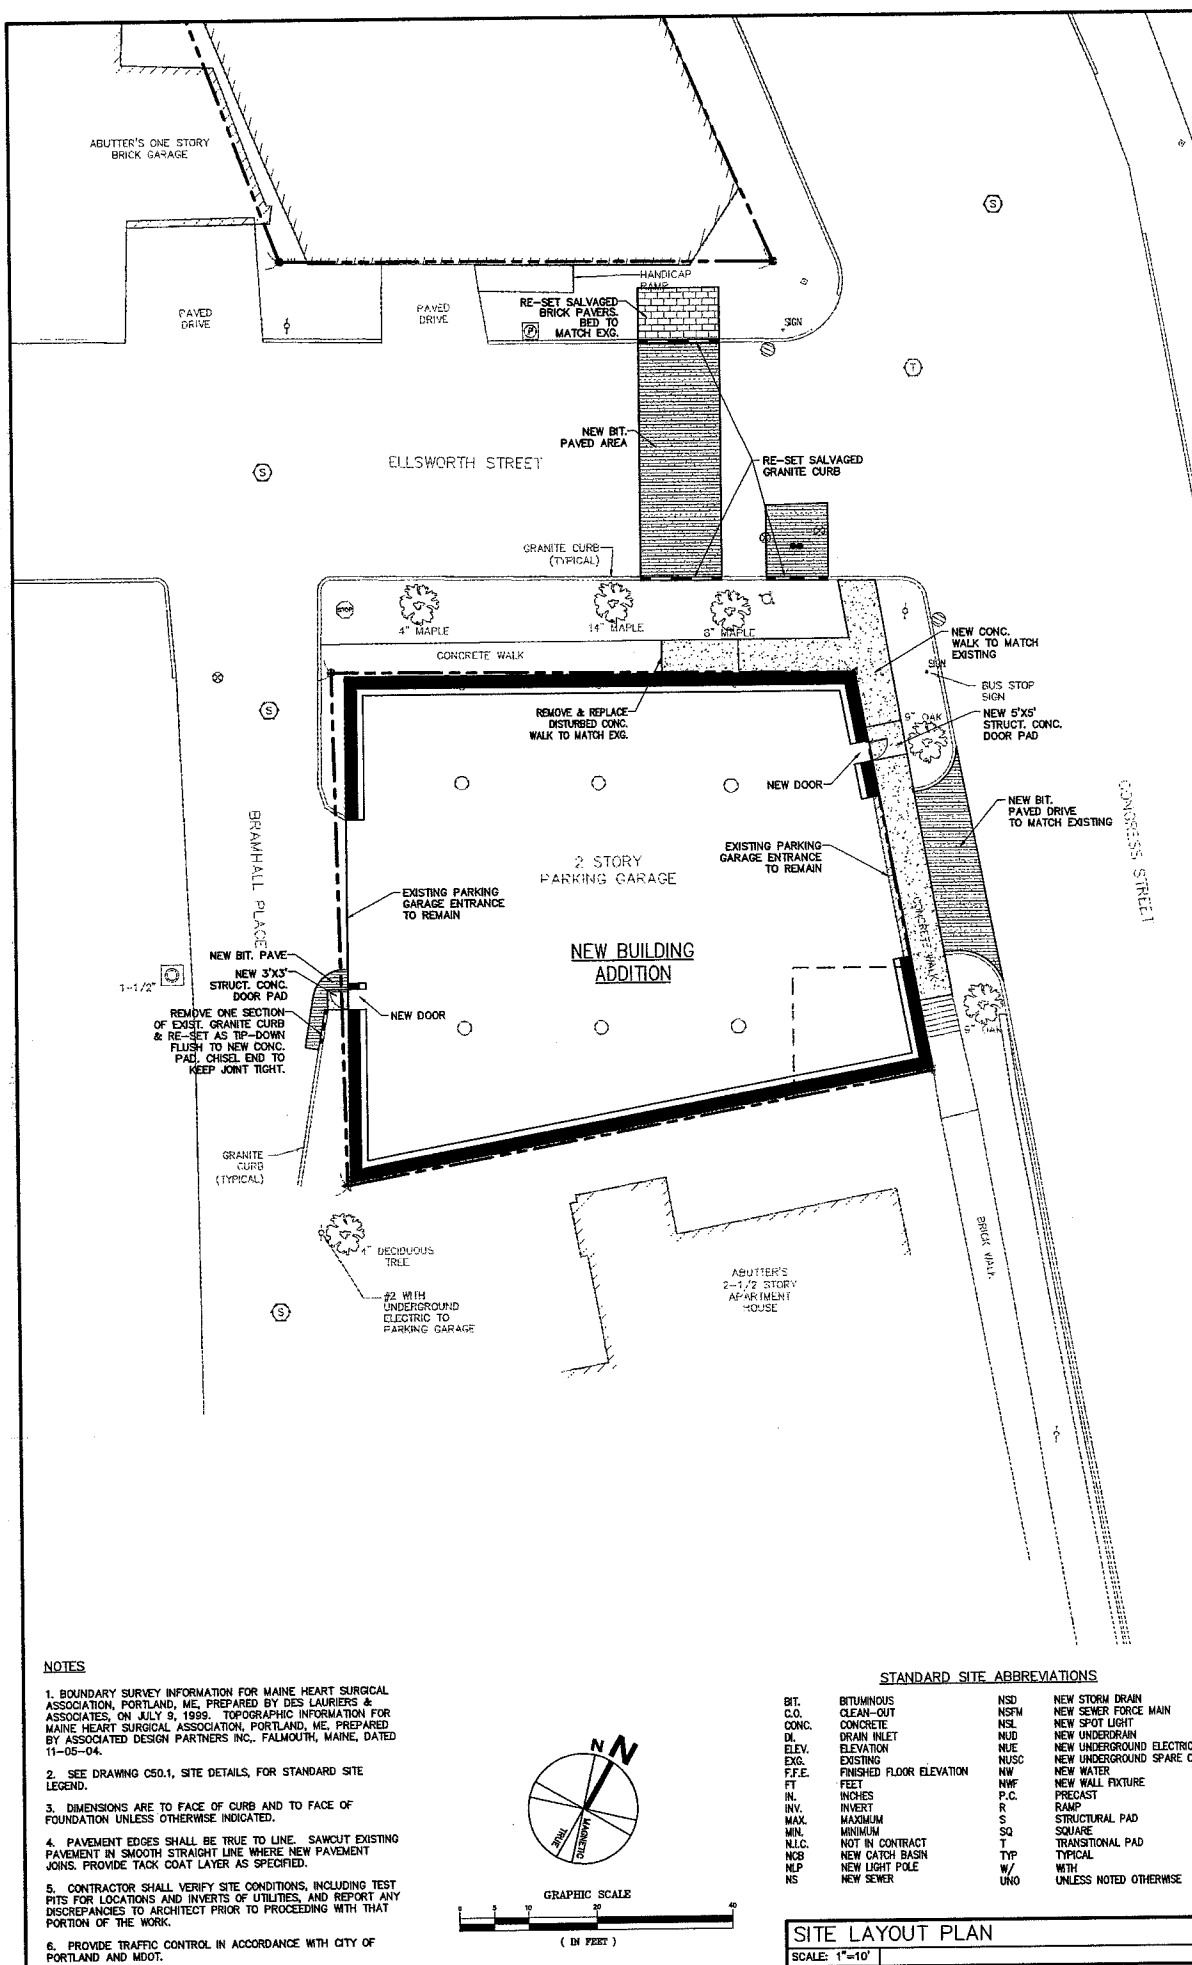 ABUTTER'S ONE STORY
BRICK GARAGE
S
HANDICAP
RAMP
PAVED
DRIVE
PAVED
DRIVE
RE-SET SALVAGED
BRICK PAVERS.
BED TO
MATCH EXG.
P
SIGN
T
NEW BIT.
PAVED AREA
ELLSWORTH STREET
S
RE-SET SALVAGED
GRANITE CURB
GRANITE CURB
(TYPICAL)
STOP
4" MAPLE
14" MAPLE
8" MAPLE
CONCRETE WALK
NEW CONC.
WALK TO MATCH
EXISTING
SIGN
BUS STOP
SIGN
S
REMOVE & REPLACE
DISTURBED CONC.
WALK TO MATCH EXG.
9" OAK
NEW 5'X5'
STRUCT. CONC.
DOOR PAD
NEW DOOR
NEW BIT.
PAVED DRIVE
TO MATCH EXISTING
CONGRESS STREET
BRAMHALL PLACE
2 STORY
PARKING GARAGE
EXISTING PARKING
GARAGE ENTRANCE
TO REMAIN
EXISTING PARKING
GARAGE ENTRANCE
TO REMAIN
CONCRETE WALK
NEW BUILDING
ADDITION
NEW BIT. PAVE
1-1/2"
NEW 3'X3'
STRUCT. CONC.
DOOR PAD
NEW DOOR
REMOVE ONE SECTION
OF EXIST. GRANITE CURB
& RE-SET AS TIP-DOWN
FLUSH TO NEW CONC.
PAD. CHISEL END TO
KEEP JOINT TIGHT.
9" OAK
GRANITE
CURB
(TYPICAL)
4" DECIDUOUS
TREE
BRICK WALK
ABUTTER'S
2-1/2 STORY
APARTMENT
HOUSE
#2 WITH
UNDERGROUND
ELECTRIC TO
PARKING GARAGE
S
NOTES
1. BOUNDARY SURVEY INFORMATION FOR MAINE HEART SURGICAL
ASSOCIATION, PORTLAND, ME, PREPARED BY DES LAURIERS &
ASSOCIATES, ON JULY 9, 1999. TOPOGRAPHIC INFORMATION FOR
MAINE HEART SURGICAL ASSOCIATION, PORTLAND, ME, PREPARED
BY ASSOCIATED DESIGN PARTNERS INC., FALMOUTH, MAINE, DATED
11-05-04.
2. SEE DRAWING C50.1, SITE DETAILS, FOR STANDARD SITE
LEGEND.
3. DIMENSIONS ARE TO FACE OF CURB AND TO FACE OF
FOUNDATION UNLESS OTHERWISE INDICATED.
4. PAVEMENT EDGES SHALL BE TRUE TO LINE. SAWCUT EXISTING
PAVEMENT IN SMOOTH STRAIGHT LINE WHERE NEW PAVEMENT
JOINS. PROVIDE TACK COAT LAYER AS SPECIFIED.
5. CONTRACTOR SHALL VERIFY SITE CONDITIONS, INCLUDING TEST
PITS FOR LOCATIONS AND INVERTS OF UTILITIES, AND REPORT ANY
DISCREPANCIES TO ARCHITECT PRIOR TO PROCEEDING WITH THAT
PORTION OF THE WORK.
6. PROVIDE TRAFFIC CONTROL IN ACCORDANCE WITH CITY OF
PORTLAND AND MDOT.
N N
TRUE
MAGNETIC
GRAPHIC SCALE
0 5 10 20 40
( IN FEET )
STANDARD SITE ABBREVIATIONS
BIT. BITUMINOUS NSD NEW STORM DRAIN
C.O. CLEAN-OUT NSFM NEW SEWER FORCE MAIN
CONC. CONCRETE NSL NEW SPOT LIGHT
DI. DRAIN INLET NUD NEW UNDERDRAIN
ELEV. ELEVATION NUE NEW UNDERGROUND ELECTRIC
EXG. EXISTING NUSC NEW UNDERGROUND SPARE C
F.F.E. FINISHED FLOOR ELEVATION NW NEW WATER
FT FEET NWF NEW WALL FIXTURE
IN. INCHES P.C. PRECAST
INV. INVERT R RAMP
MAX. MAXIMUM S STRUCTURAL PAD
MIN. MINIMUM SQ SQUARE
N.I.C. NOT IN CONTRACT T TRANSITIONAL PAD
NCB NEW CATCH BASIN TYP TYPICAL
NLP NEW LIGHT POLE W/ WITH
NS NEW SEWER UNO UNLESS NOTED OTHERWISE
SITE LAYOUT PLAN
SCALE: 1"=10'